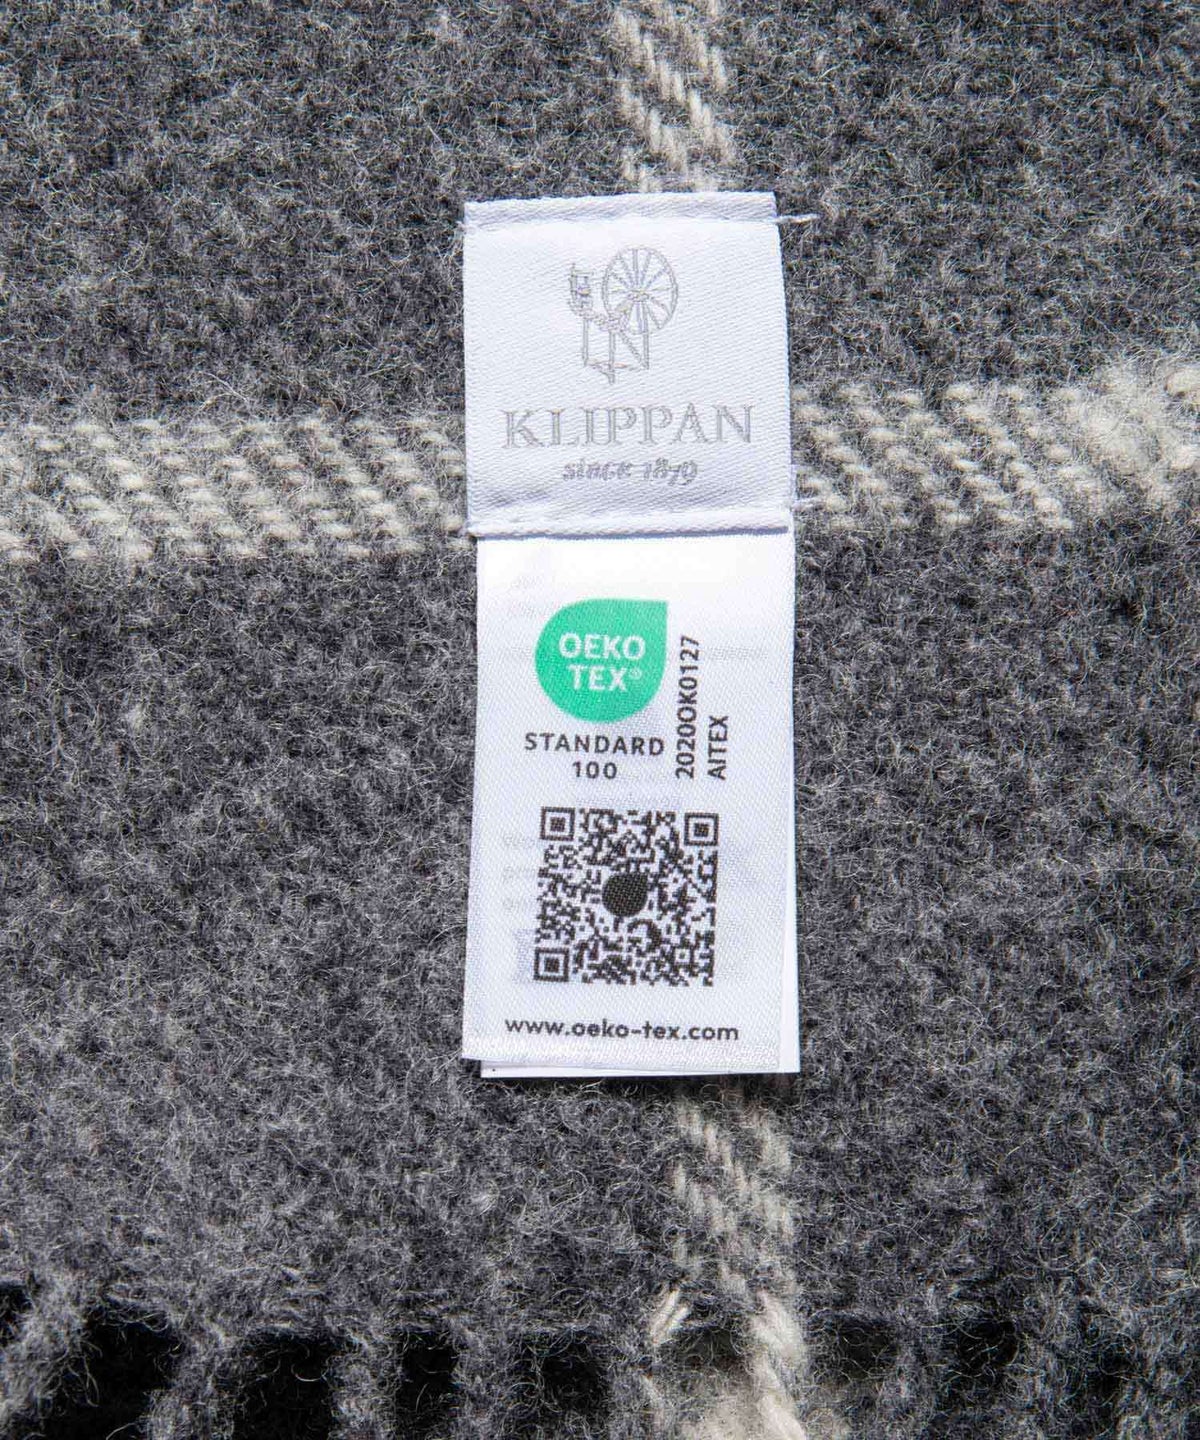 KLIPPAN
since 1879
OEKO
TEX®
STANDARD
100
2020OK0127
AITEX
www.oeko-tex.com